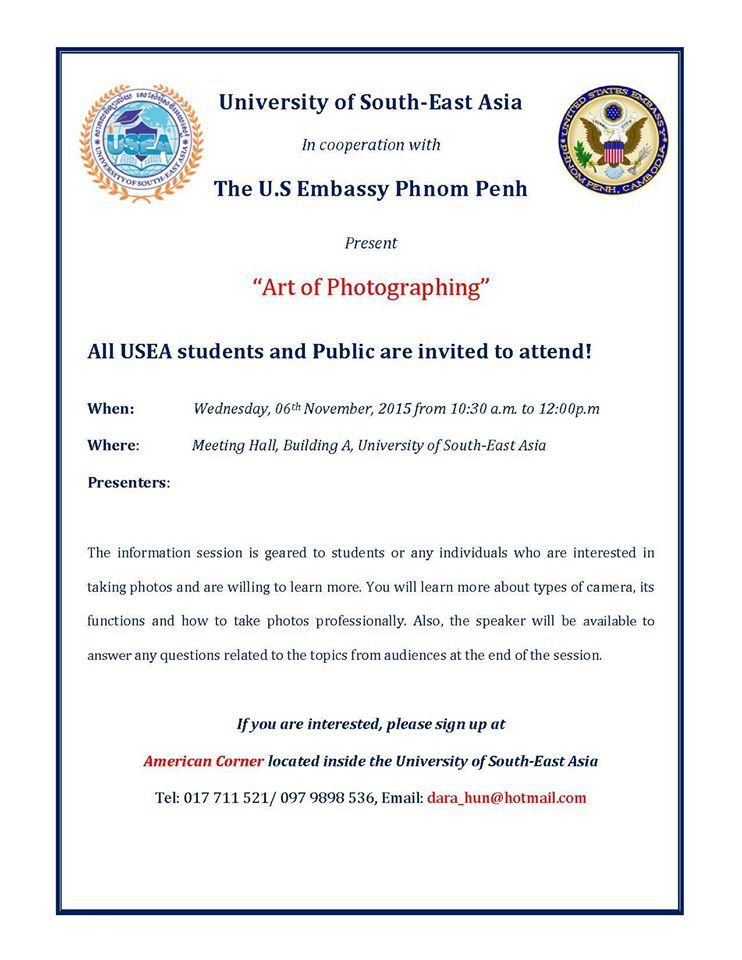 University of South-East Asia
In cooperation with
The U.S Embassy Phnom Penh
Present
“Art of Photographing”
All USEA students and Public are invited to attend!
When: Wednesday, 06th November, 2015 from 10:30 a.m. to 12:00p.m
Where: Meeting Hall, Building A, University of South-East Asia
Presenters:
The information session is geared to students or any individuals who are interested in
taking photos and are willing to learn more. You will learn more about types of camera, its
functions and how to take photos professionally. Also, the speaker will be available to
answer any questions related to the topics from audiences at the end of the session.
If you are interested, please sign up at
American Corner located inside the University of South-East Asia
Tel: 017 711 521/ 097 9898 536, Email: dara_hun@hotmail.com
USEA
UNIVERSITY OF SOUTH-EAST ASIA
UNITED STATES EMBASSY
PHNOM PENH, CAMBODIA